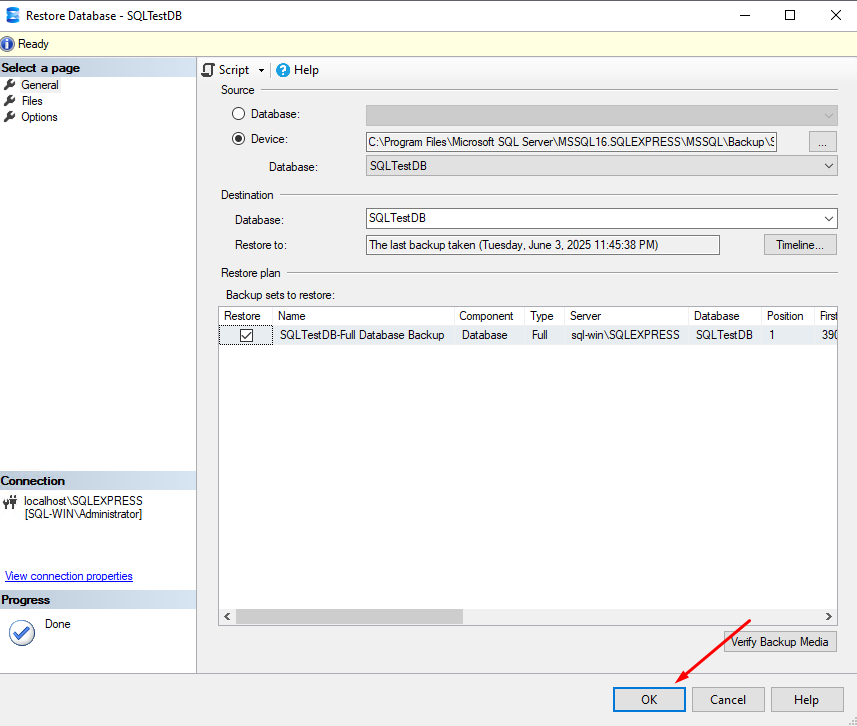 Restore Database - SQLTestDB
Ready
Select a page
General
Files
Options
Script
Help
Source
Database:
Device:
C:\Program Files\Microsoft SQL Server\MSSQL16.SQLEXPRESS\MSSQL\Backup\S
...
Database:
SQLTestDB
Destination
Database:
SQLTestDB
Restore to:
The last backup taken (Tuesday, June 3, 2025 11:45:38 PM)
Timeline...
Restore plan
Backup sets to restore:
Restore Name Component Type Server Database Position First
SQLTestDB-Full Database Backup Database Full sql-win\SQLEXPRESS SQLTestDB 1 390
Connection
localhost\SQLEXPRESS
[SQL-WIN\Administrator]
View connection properties
Progress
Done
Verify Backup Media
OK
Cancel
Help